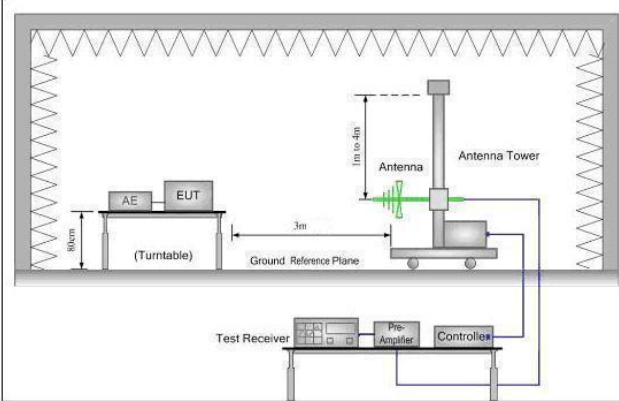 1m to 4m
Antenna
Antenna Tower
AE
EUT
80cm
(Turntable)
3m
Ground Reference Plane
Test Receiver
Pre-
Amplifier
Controller